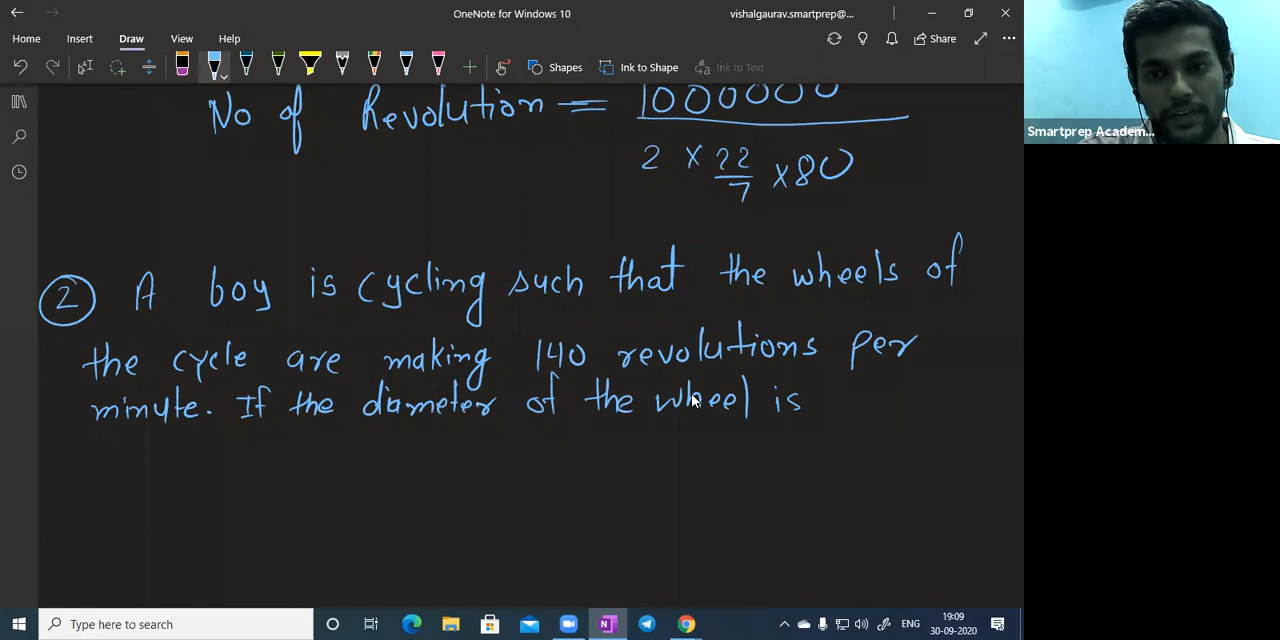 OneNote for Windows 10
vishalgaurav.smartprep@...
Home Insert Draw View Help
Share
Shapes
Ink to Shape
Ink to Text
No of Revolution = 1000000
2 × 22/7 × 80
Smartprep Academ...
2 A boy is cycling such that the wheels of
the cycle are making 140 revolutions per
minute. If the diameter of the wheel is
Type here to search
ENG
19:09
30-09-2020